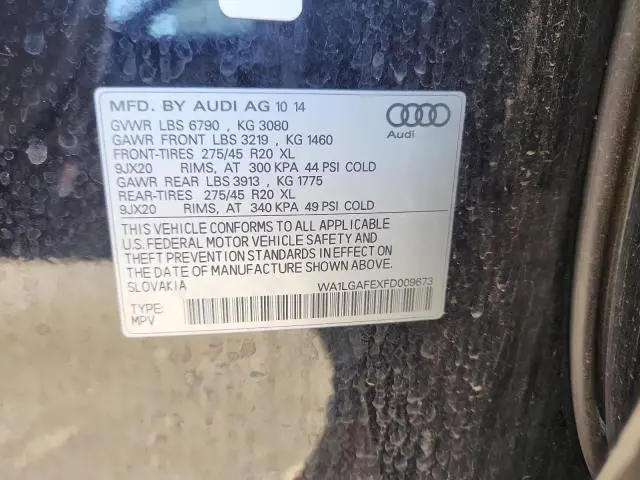 MFD. BY AUDI AG 10 14
GVWR LBS 6790 , KG 3080
GAWR FRONT LBS 3219 , KG 1460
FRONT-TIRES 275/45 R20 XL
9JX20 RIMS, AT 300 KPA 44 PSI COLD
GAWR REAR LBS 3913 , KG 1775
REAR-TIRES 275/45 R20 XL
9JX20 RIMS, AT 340 KPA 49 PSI COLD
THIS VEHICLE CONFORMS TO ALL APPLICABLE
U.S. FEDERAL MOTOR VEHICLE SAFETY AND
THEFT PREVENTION STANDARDS IN EFFECT ON
THE DATE OF MANUFACTURE SHOWN ABOVE.
SLOVAKIA
WA1LGAFEXFD009673
TYPE:
MPV
Audi